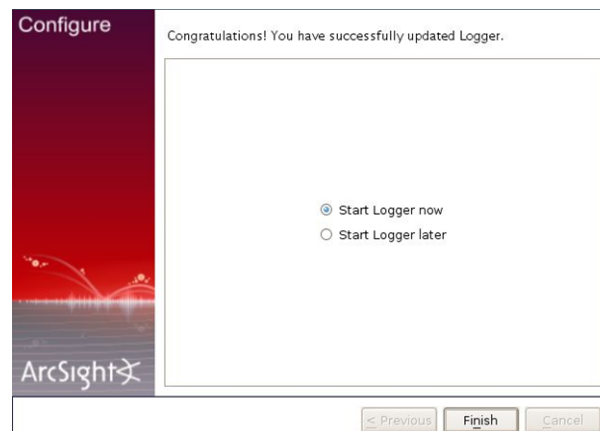 Configure
Congratulations! You have successfully updated Logger.
Start Logger now
Start Logger later
ArcSight
< Previous
Finish
Cancel